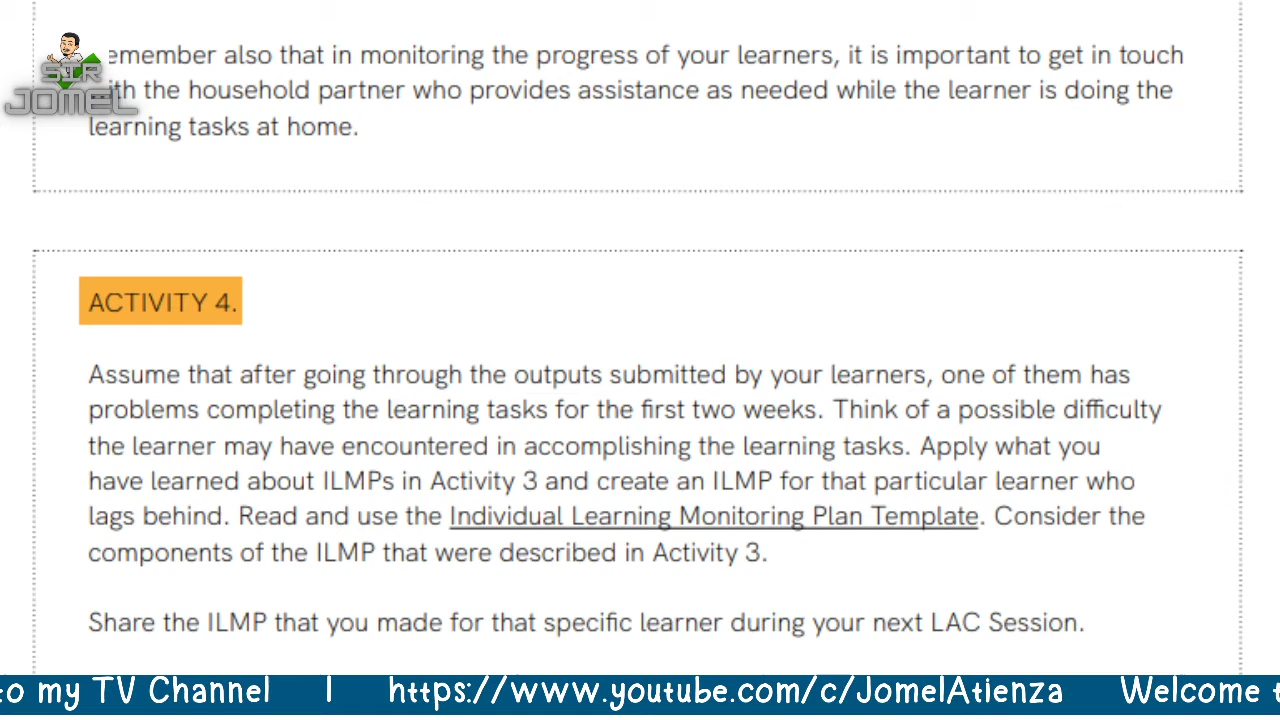 emember also that in monitoring the progress of your learners, it is important to get in touch
SIR
JOMEL
th the household partner who provides assistance as needed while the learner is doing the
learning tasks at home.
ACTIVITY 4.
Assume that after going through the outputs submitted by your learners, one of them has
problems completing the learning tasks for the first two weeks. Think of a possible difficulty
the learner may have encountered in accomplishing the learning tasks. Apply what you
have learned about ILMPs in Activity 3 and create an ILMP for that particular learner who
lags behind. Read and use the Individual Learning Monitoring Plan Template. Consider the
components of the ILMP that were described in Activity 3.
Share the ILMP that you made for that specific learner during your next LAC Session.
to my TV Channel | https://www.youtube.com/c/JomelAtienza Welcome t